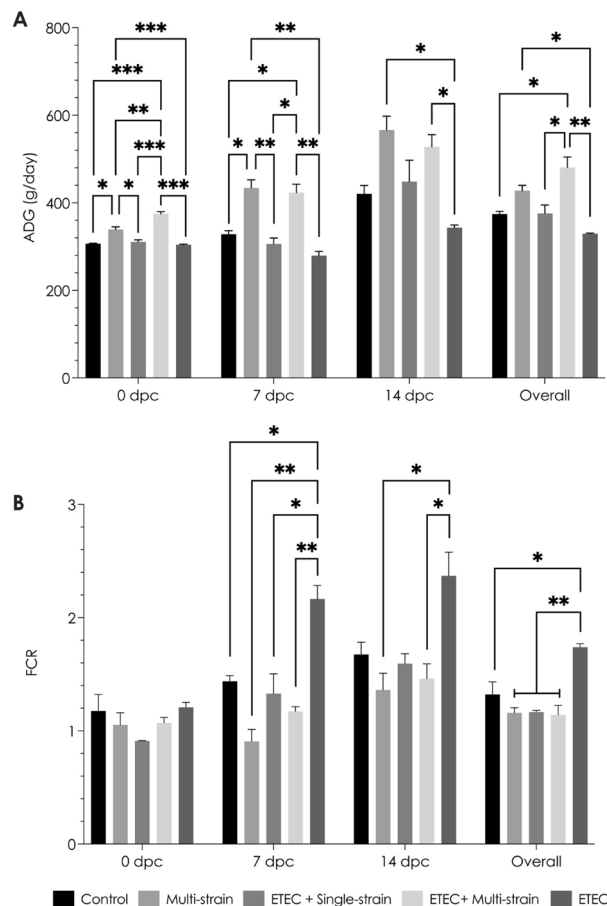 A
800
600
400
200
0
ADG (g/day)
***
***
**
***
*
*
***
**
*
*
*
**
**
*
*
*
*
*
**
0 dpc
7 dpc
14 dpc
Overall
B
3
2
1
0
FCR
*
**
*
**
*
*
*
**
0 dpc
7 dpc
14 dpc
Overall
Control
Multi-strain
ETEC + Single-strain
ETEC+ Multi-strain
ETEC